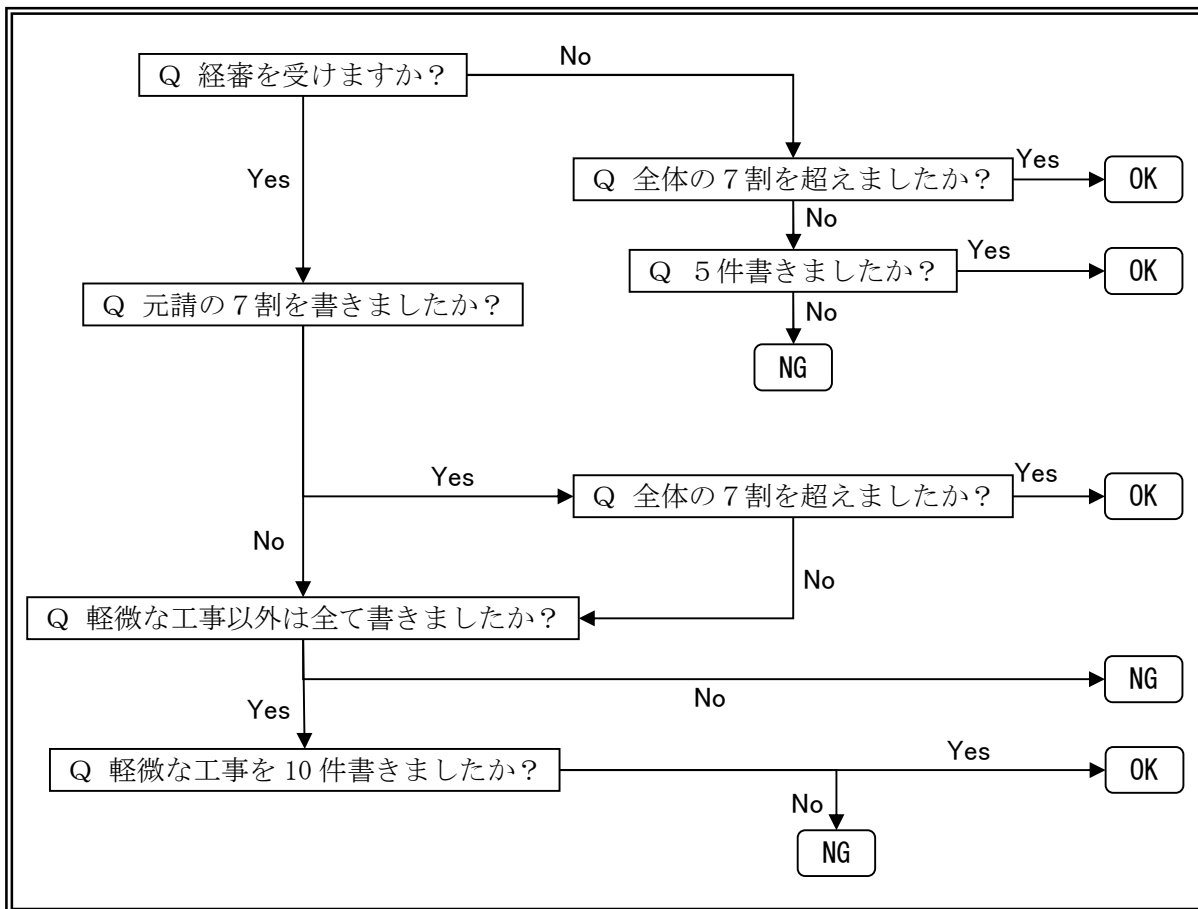 No
Q 経審を受けますか？
Yes
Yes
Q 全体の７割を超えましたか？
OK
No
Yes
Q ５件書きましたか？
OK
Q 元請の７割を書きましたか？
No
NG
Yes
Yes
Q 全体の７割を超えましたか？
OK
No
No
Q 軽微な工事以外は全て書きましたか？
NG
No
Yes
Yes
Q 軽微な工事を 10 件書きましたか？
OK
No
NG